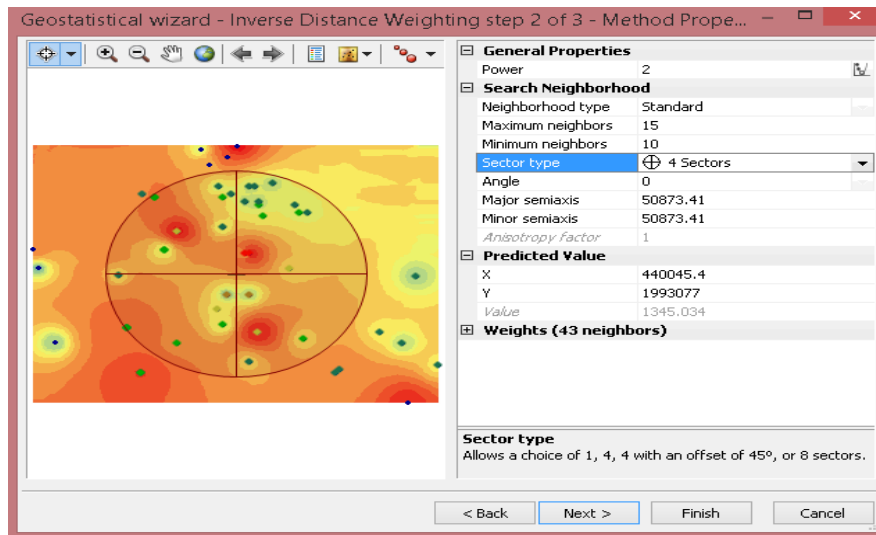 Geostatistical wizard - Inverse Distance Weighting step 2 of 3 - Method Prope...
General Properties
Power 2
Search Neighborhood
Neighborhood type Standard
Maximum neighbors 15
Minimum neighbors 10
Sector type 4 Sectors
Angle 0
Major semiaxis 50873.41
Minor semiaxis 50873.41
Anisotropy factor 1
Predicted Value
X 440045.4
Y 1993077
Value 1345.034
Weights (43 neighbors)
Sector type
Allows a choice of 1, 4, 4 with an offset of 45º, or 8 sectors.
< Back Next > Finish Cancel